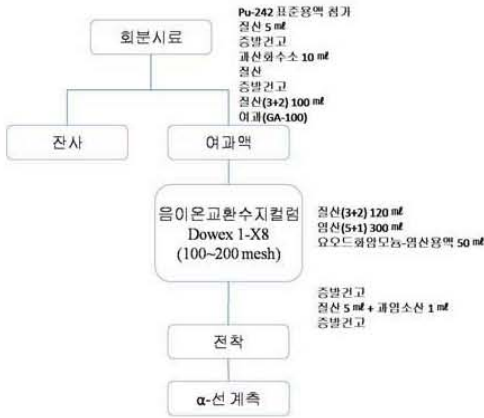 Pu-242 표준용액 첨가
질산 5 ㎖
증발건고
과산화수소 10 ㎖
질산
증발건고
질산(3+2) 100 ㎖
여과(GA-100)
회분시료
잔사
여과액
음이온교환수지컬럼
Dowex 1-X8
(100~200 mesh)
질산(3+2) 120 ㎖
염산(5+1) 300 ㎖
요오드화암모늄-염산용액 50 ㎖
증발건고
질산 5 ㎖ + 과염소산 1 ㎖
증발건고
전착
α-선 계측